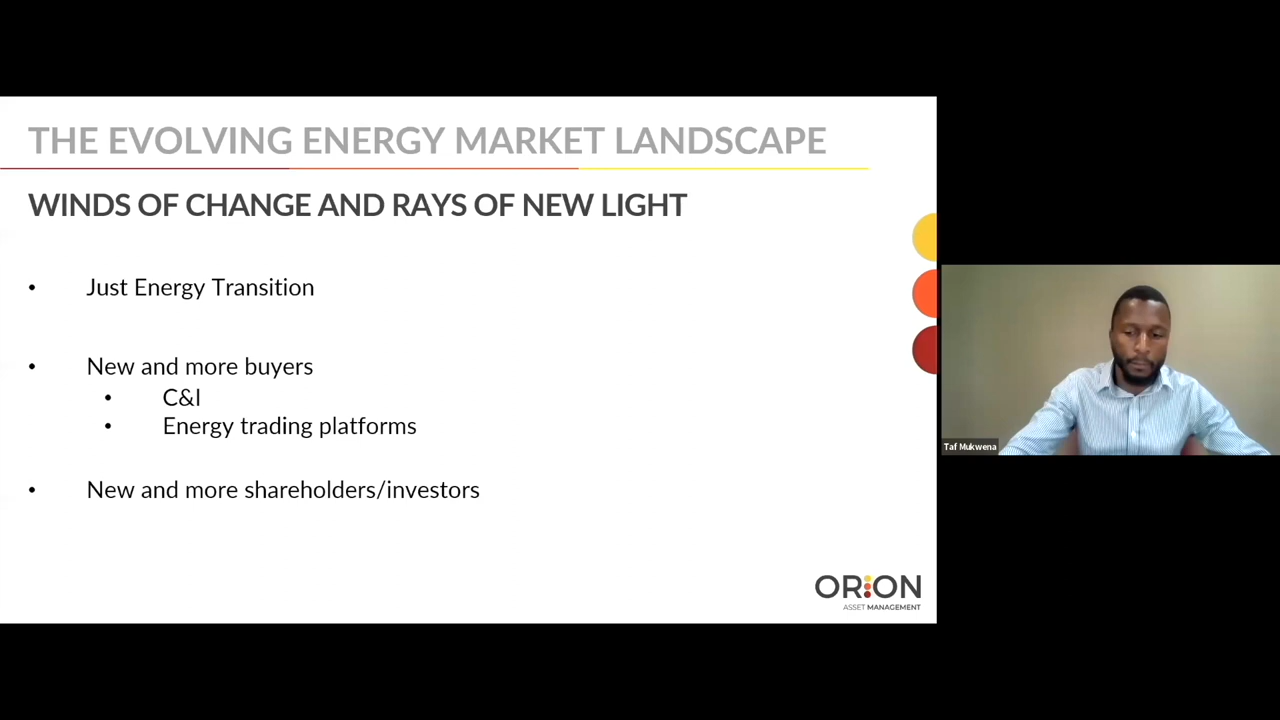 THE EVOLVING ENERGY MARKET LANDSCAPE
WINDS OF CHANGE AND RAYS OF NEW LIGHT
• Just Energy Transition
• New and more buyers
• C&I
• Energy trading platforms
• New and more shareholders/investors
ORION
ASSET MANAGEMENT
Taf Mukwena